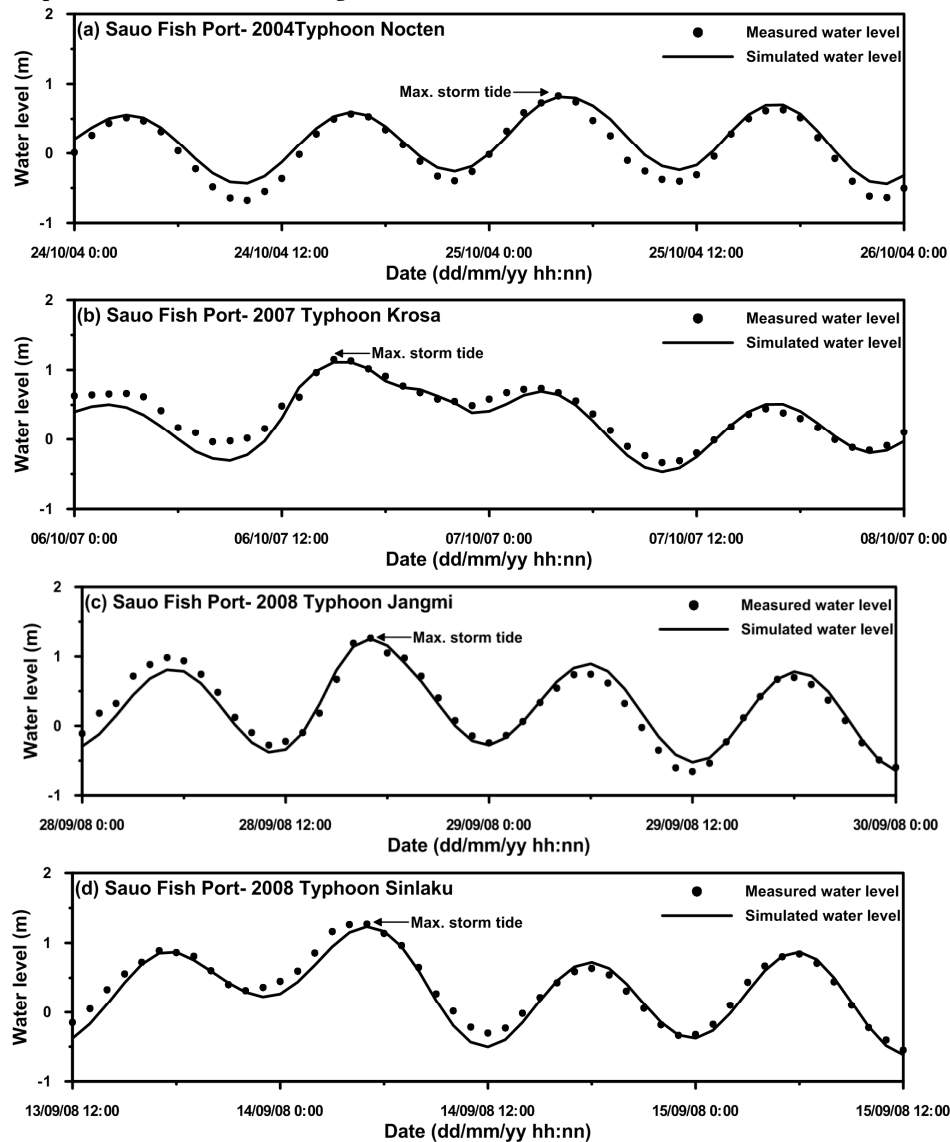 (a) Sauo Fish Port- 2004Typhoon Nocten
Measured water level
Simulated water level
Max. storm tide
Water level (m)
2
1
0
-1
24/10/04 0:00 24/10/04 12:00 25/10/04 0:00 25/10/04 12:00 26/10/04 0:00
Date (dd/mm/yy hh:nn)
(b) Sauo Fish Port- 2007 Typhoon Krosa
Measured water level
Simulated water level
Max. storm tide
Water level (m)
2
1
0
-1
06/10/07 0:00 06/10/07 12:00 07/10/07 0:00 07/10/07 12:00 08/10/07 0:00
Date (dd/mm/yy hh:nn)
(c) Sauo Fish Port- 2008 Typhoon Jangmi
Measured water level
Simulated water level
Max. storm tide
Water level (m)
2
1
0
-1
28/09/08 0:00 28/09/08 12:00 29/09/08 0:00 29/09/08 12:00 30/09/08 0:00
Date (dd/mm/yy hh:nn)
(d) Sauo Fish Port- 2008 Typhoon Sinlaku
Measured water level
Simulated water level
Max. storm tide
Water level (m)
2
1
0
-1
13/09/08 12:00 14/09/08 0:00 14/09/08 12:00 15/09/08 0:00 15/09/08 12:00
Date (dd/mm/yy hh:nn)